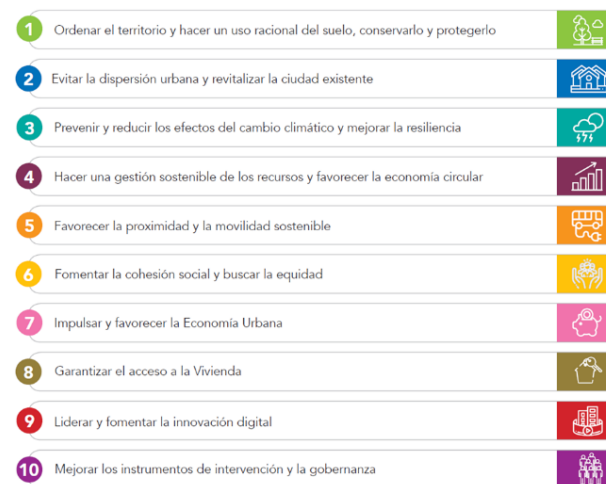 1 Ordenar el territorio y hacer un uso racional del suelo, conservarlo y protegerlo
2 Evitar la dispersión urbana y revitalizar la ciudad existente
3 Prevenir y reducir los efectos del cambio climático y mejorar la resiliencia
4 Hacer una gestión sostenible de los recursos y favorecer la economía circular
5 Favorecer la proximidad y la movilidad sostenible
6 Fomentar la cohesión social y buscar la equidad
7 Impulsar y favorecer la Economía Urbana
8 Garantizar el acceso a la Vivienda
9 Liderar y fomentar la innovación digital
10 Mejorar los instrumentos de intervención y la gobernanza